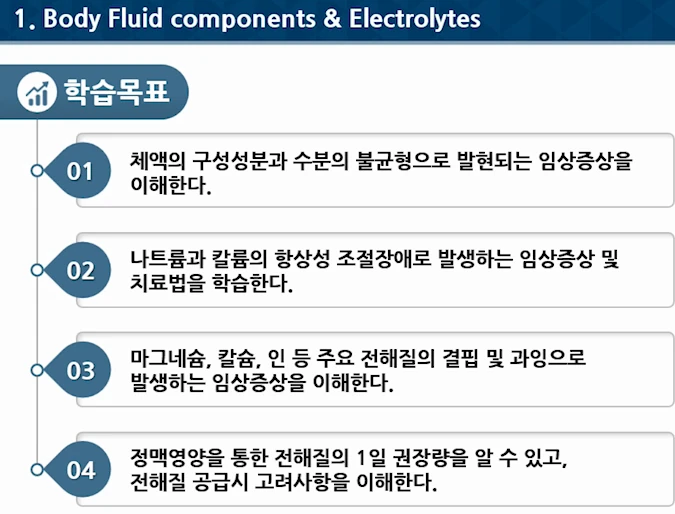 1. Body Fluid components & Electrolytes
학습목표
01
체액의 구성성분과 수분의 불균형으로 발현되는 임상증상을
이해한다.
02
나트륨과 칼륨의 항상성 조절장애로 발생하는 임상증상 및
치료법을 학습한다.
03
마그네슘, 칼슘, 인 등 주요 전해질의 결핍 및 과잉으로
발생하는 임상증상을 이해한다.
04
정맥영양을 통한 전해질의 1일 권장량을 알 수 있고,
전해질 공급시 고려사항을 이해한다.